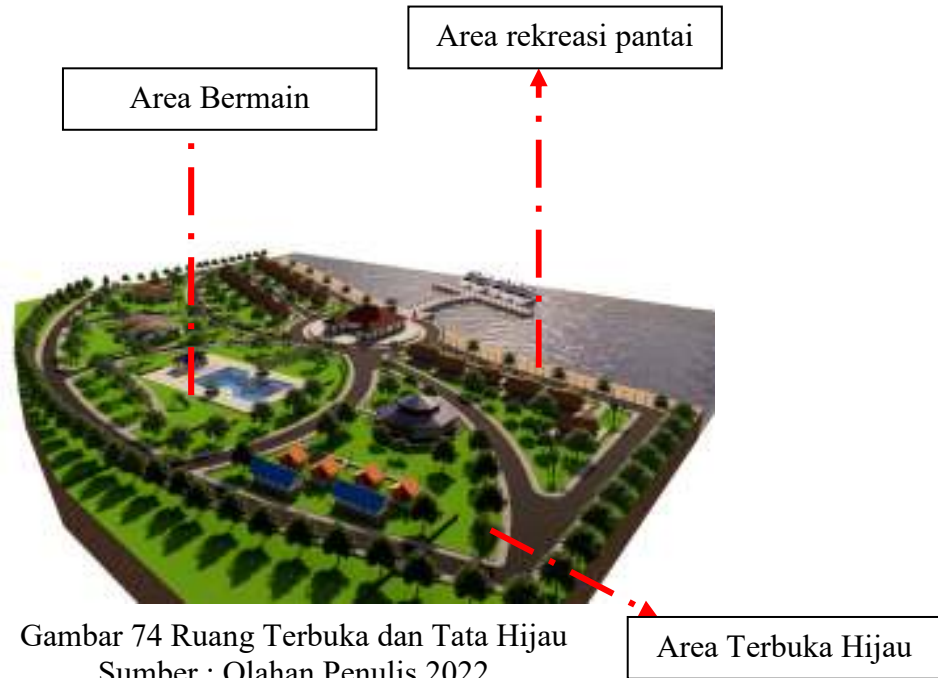 Area rekreasi pantai
Area Bermain
Gambar 74 Ruang Terbuka dan Tata Hijau
Sumber : Olahan Penulis 2022
Area Terbuka Hijau